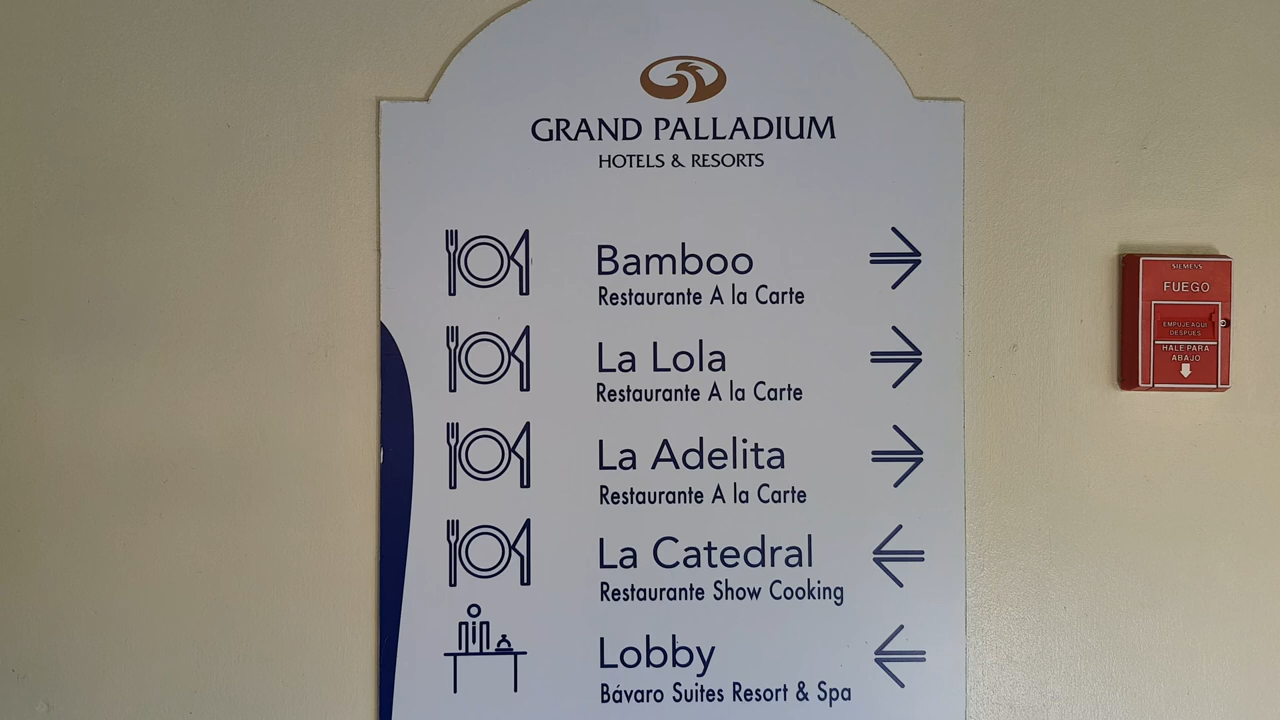 GRAND PALLADIUM
HOTELS & RESORTS
Bamboo
Restaurante A la Carte
La Lola
Restaurante A la Carte
La Adelita
Restaurante A la Carte
La Catedral
Restaurante Show Cooking
Lobby
Bávaro Suites Resort & Spa
SIEMENS
FUEGO
EMPUJE AQUI
DESPUES
HALE PARA
ABAJO